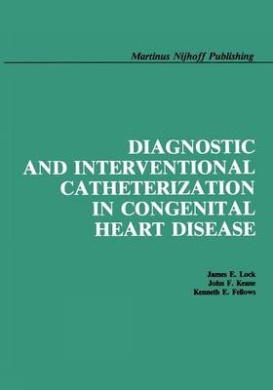 Martinus Nijhoff Publishing
DIAGNOSTIC
AND INTERVENTIONAL
CATHETERIZATION
IN CONGENITAL
HEART DISEASE
James E. Lock
John F. Keane
Kenneth E. Fellows